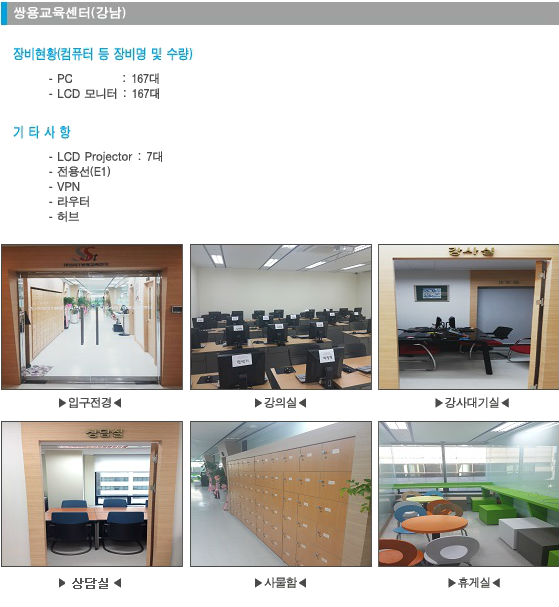 쌍용교육센터(강남)
장비현황(컴퓨터 등 장비명 및 수량)
- PC : 167대
- LCD 모니터 : 167대
기 타 사 항
- LCD Projector : 7대
- 전용선(E1)
- VPN
- 라우터
- 허브
강사실
▶입구전경◀
▶강의실◀
▶강사대기실◀
상담실
▶ 상담실 ◀
▶사물함◀
▶휴게실◀